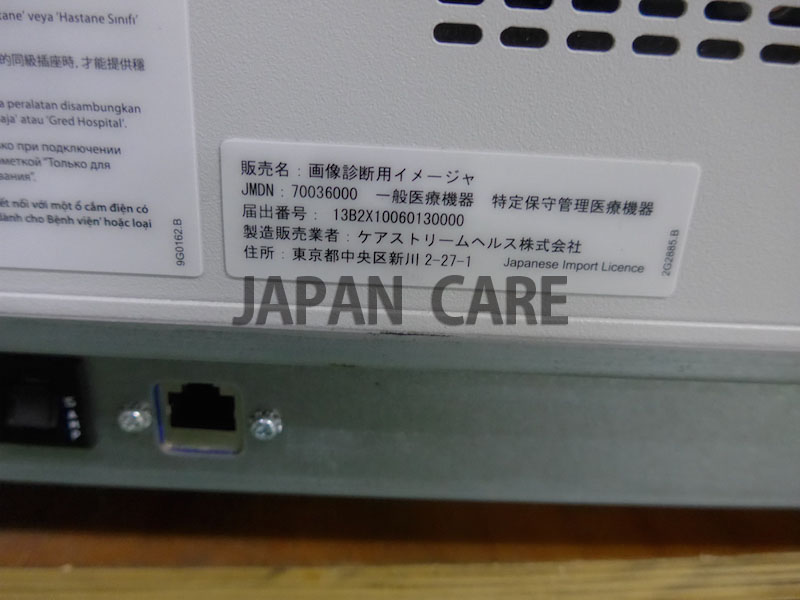 ktane' veya 'Hastane Sınıfı'
的同級插座時，才能提供穩
a peralatan disambungkan
aja' atau 'Gred Hospital'.
ько при подключении
ометкой "Только для
вания".
ết nối với một ổ cắm điện có
dành cho Bệnh viện' hoặc loại
9G0162.B
販売名：画像診断用イメージャ
JMDN：70036000 一般医療機器 特定保守管理医療機器
届出番号： 13B2X10060130000
製造販売業者：ケアストリームヘルス株式会社
住所：東京都中央区新川 2-27-1 Japanese Import Licence
2G2885.B
JAPAN CARE